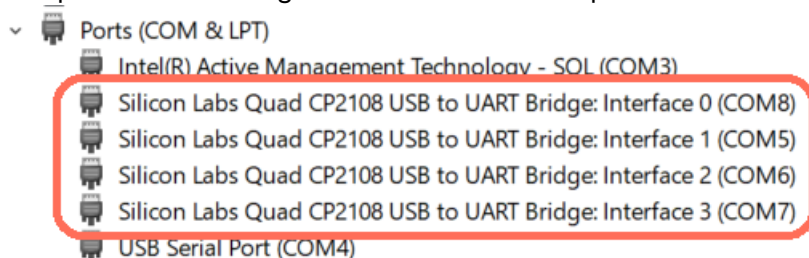 Ports (COM & LPT)
Intel(R) Active Management Technology - SOL (COM3)
Silicon Labs Quad CP2108 USB to UART Bridge: Interface 0 (COM8)
Silicon Labs Quad CP2108 USB to UART Bridge: Interface 1 (COM5)
Silicon Labs Quad CP2108 USB to UART Bridge: Interface 2 (COM6)
Silicon Labs Quad CP2108 USB to UART Bridge: Interface 3 (COM7)
USB Serial Port (COM4)